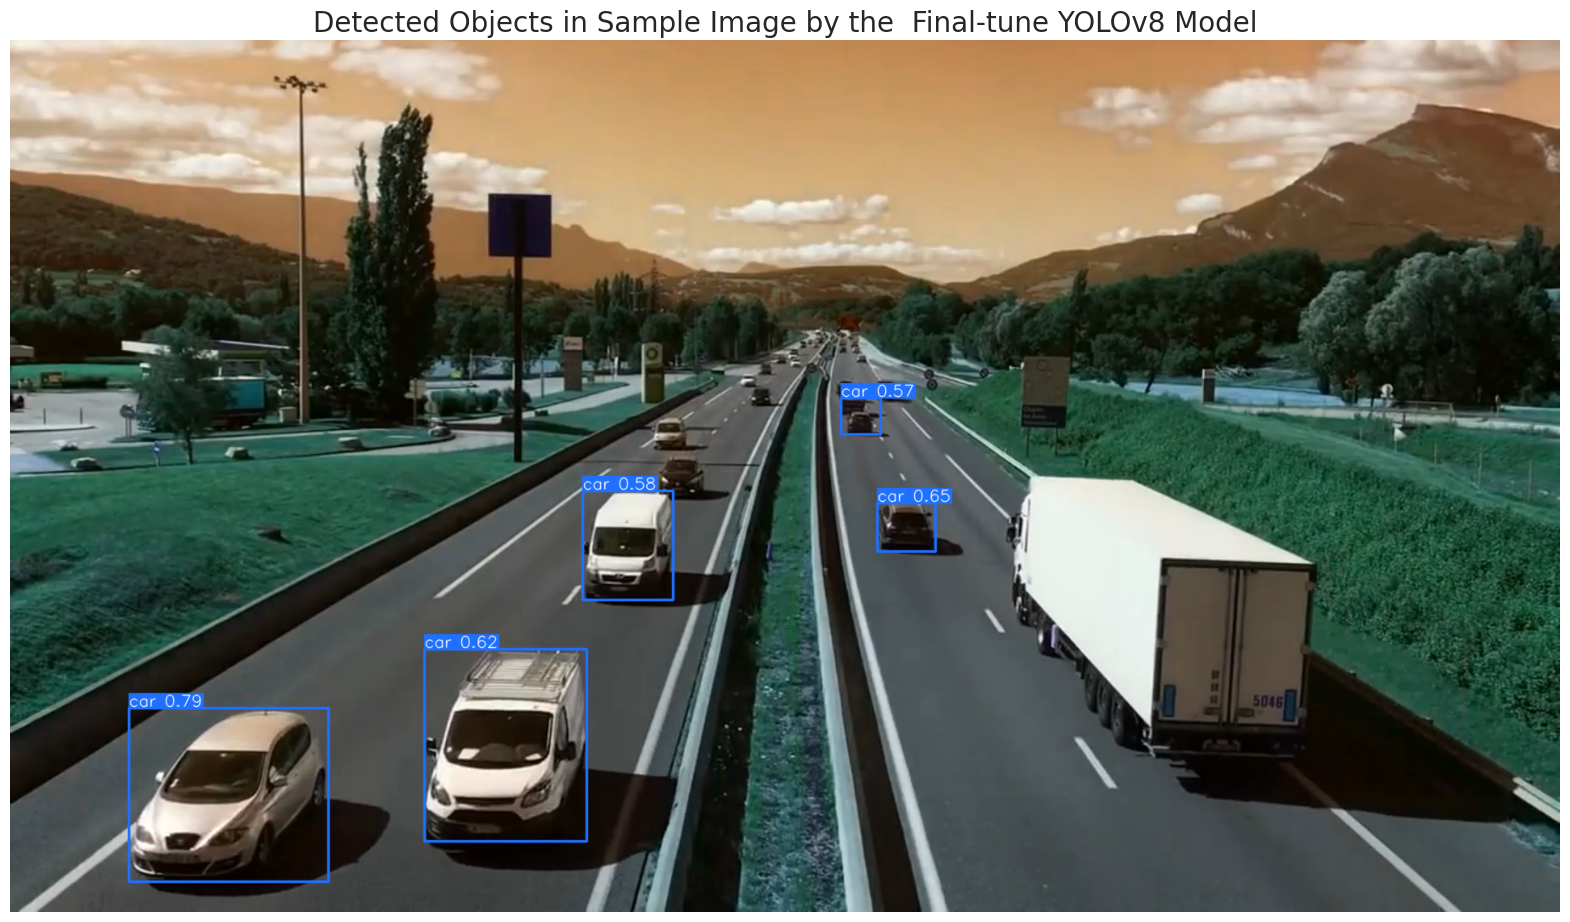 Detected Objects in Sample Image by the  Final-tune YOLOv8 Model
car 0.57
car 0.58
car 0.65
car 0.62
car 0.79
5046